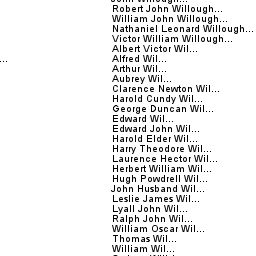 Robert John Willough...
William John Willough...
Nathaniel Leonard Willough...
Victor William Willough...
Albert Victor Wil...
...
Alfred Wil...
Arthur Wil...
Aubrey Wil...
Clarence Newton Wil...
Harold Cundy Wil...
George Duncan Wil...
Edward Wil...
Edward John Wil...
Harold Elder Wil...
Harry Theodore Wil...
Laurence Hector Wil...
Herbert William Wil...
Hugh Powdrell Wil...
John Husband Wil...
Leslie James Wil...
Lyall John Wil...
Ralph John Wil...
William Oscar Wil...
Thomas Wil...
William Wil...